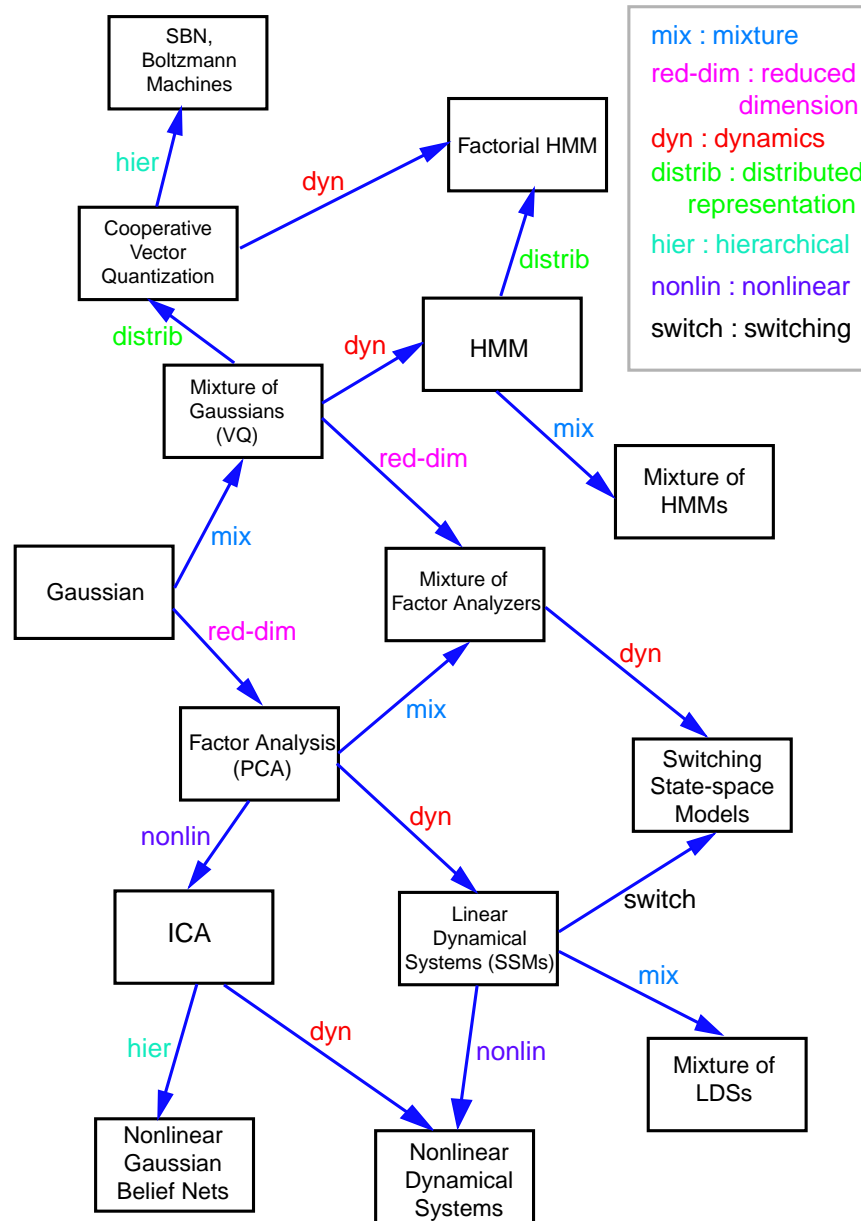 SBN,
Boltzmann
Machines
mix : mixture
red-dim : reduced
dimension
dyn : dynamics
distrib : distributed
representation
hier : hierarchical
nonlin : nonlinear
switch : switching
hier
dyn
Factorial HMM
Cooperative
Vector
Quantization
distrib
distrib
dyn
HMM
Mixture of
Gaussians
(VQ)
mix
red-dim
Mixture of
HMMs
mix
Gaussian
Mixture of
Factor Analyzers
red-dim
dyn
mix
Factor Analysis
(PCA)
Switching
State-space
Models
nonlin
dyn
switch
ICA
Linear
Dynamical
Systems (SSMs)
mix
dyn
hier
nonlin
Mixture of
LDSs
Nonlinear
Gaussian
Belief Nets
Nonlinear
Dynamical
Systems